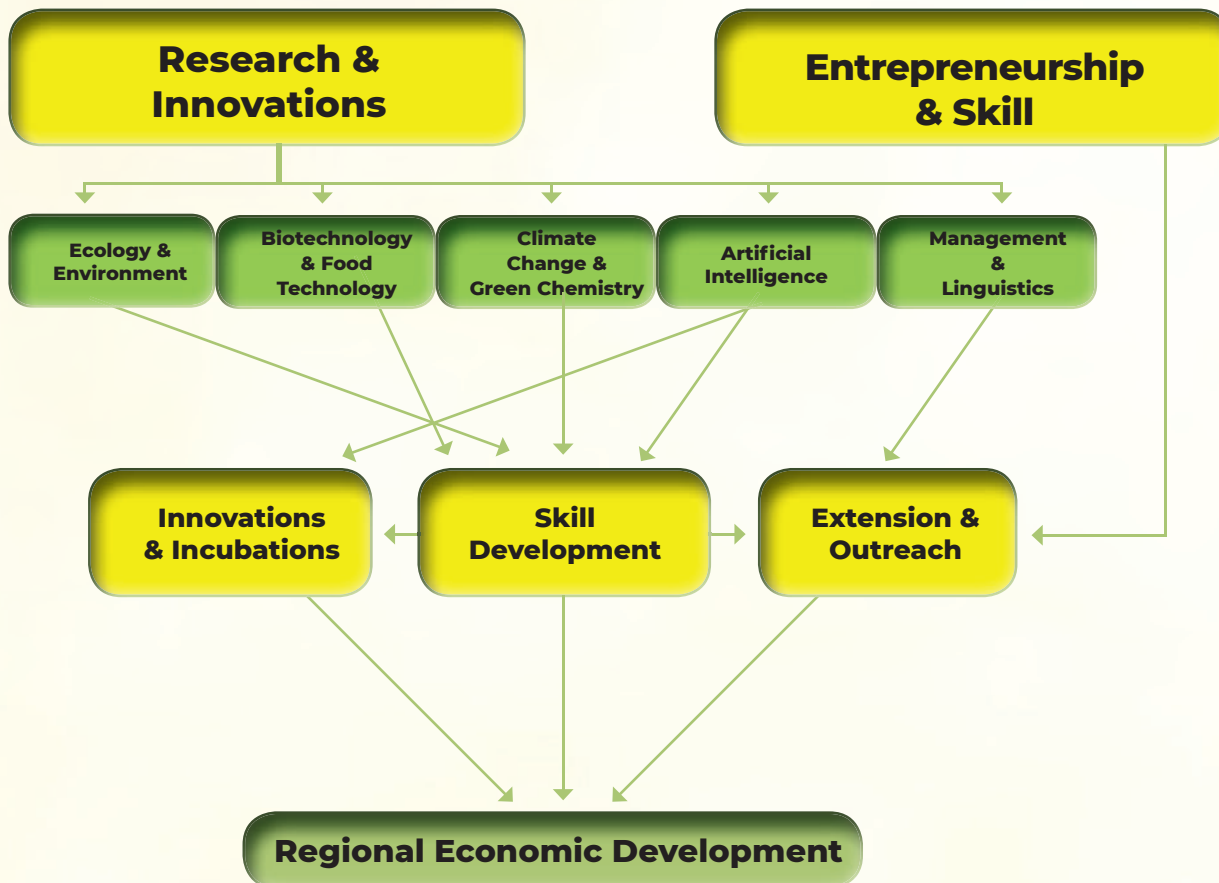 Research &
Innovations
Entrepreneurship
& Skill
Ecology &
Environment
Biotechnology
& Food
Technology
Climate
Change &
Green Chemistry
Artificial
Intelligence
Management
&
Linguistics
Innovations
& Incubations
Skill
Development
Extension &
Outreach
Regional Economic Development